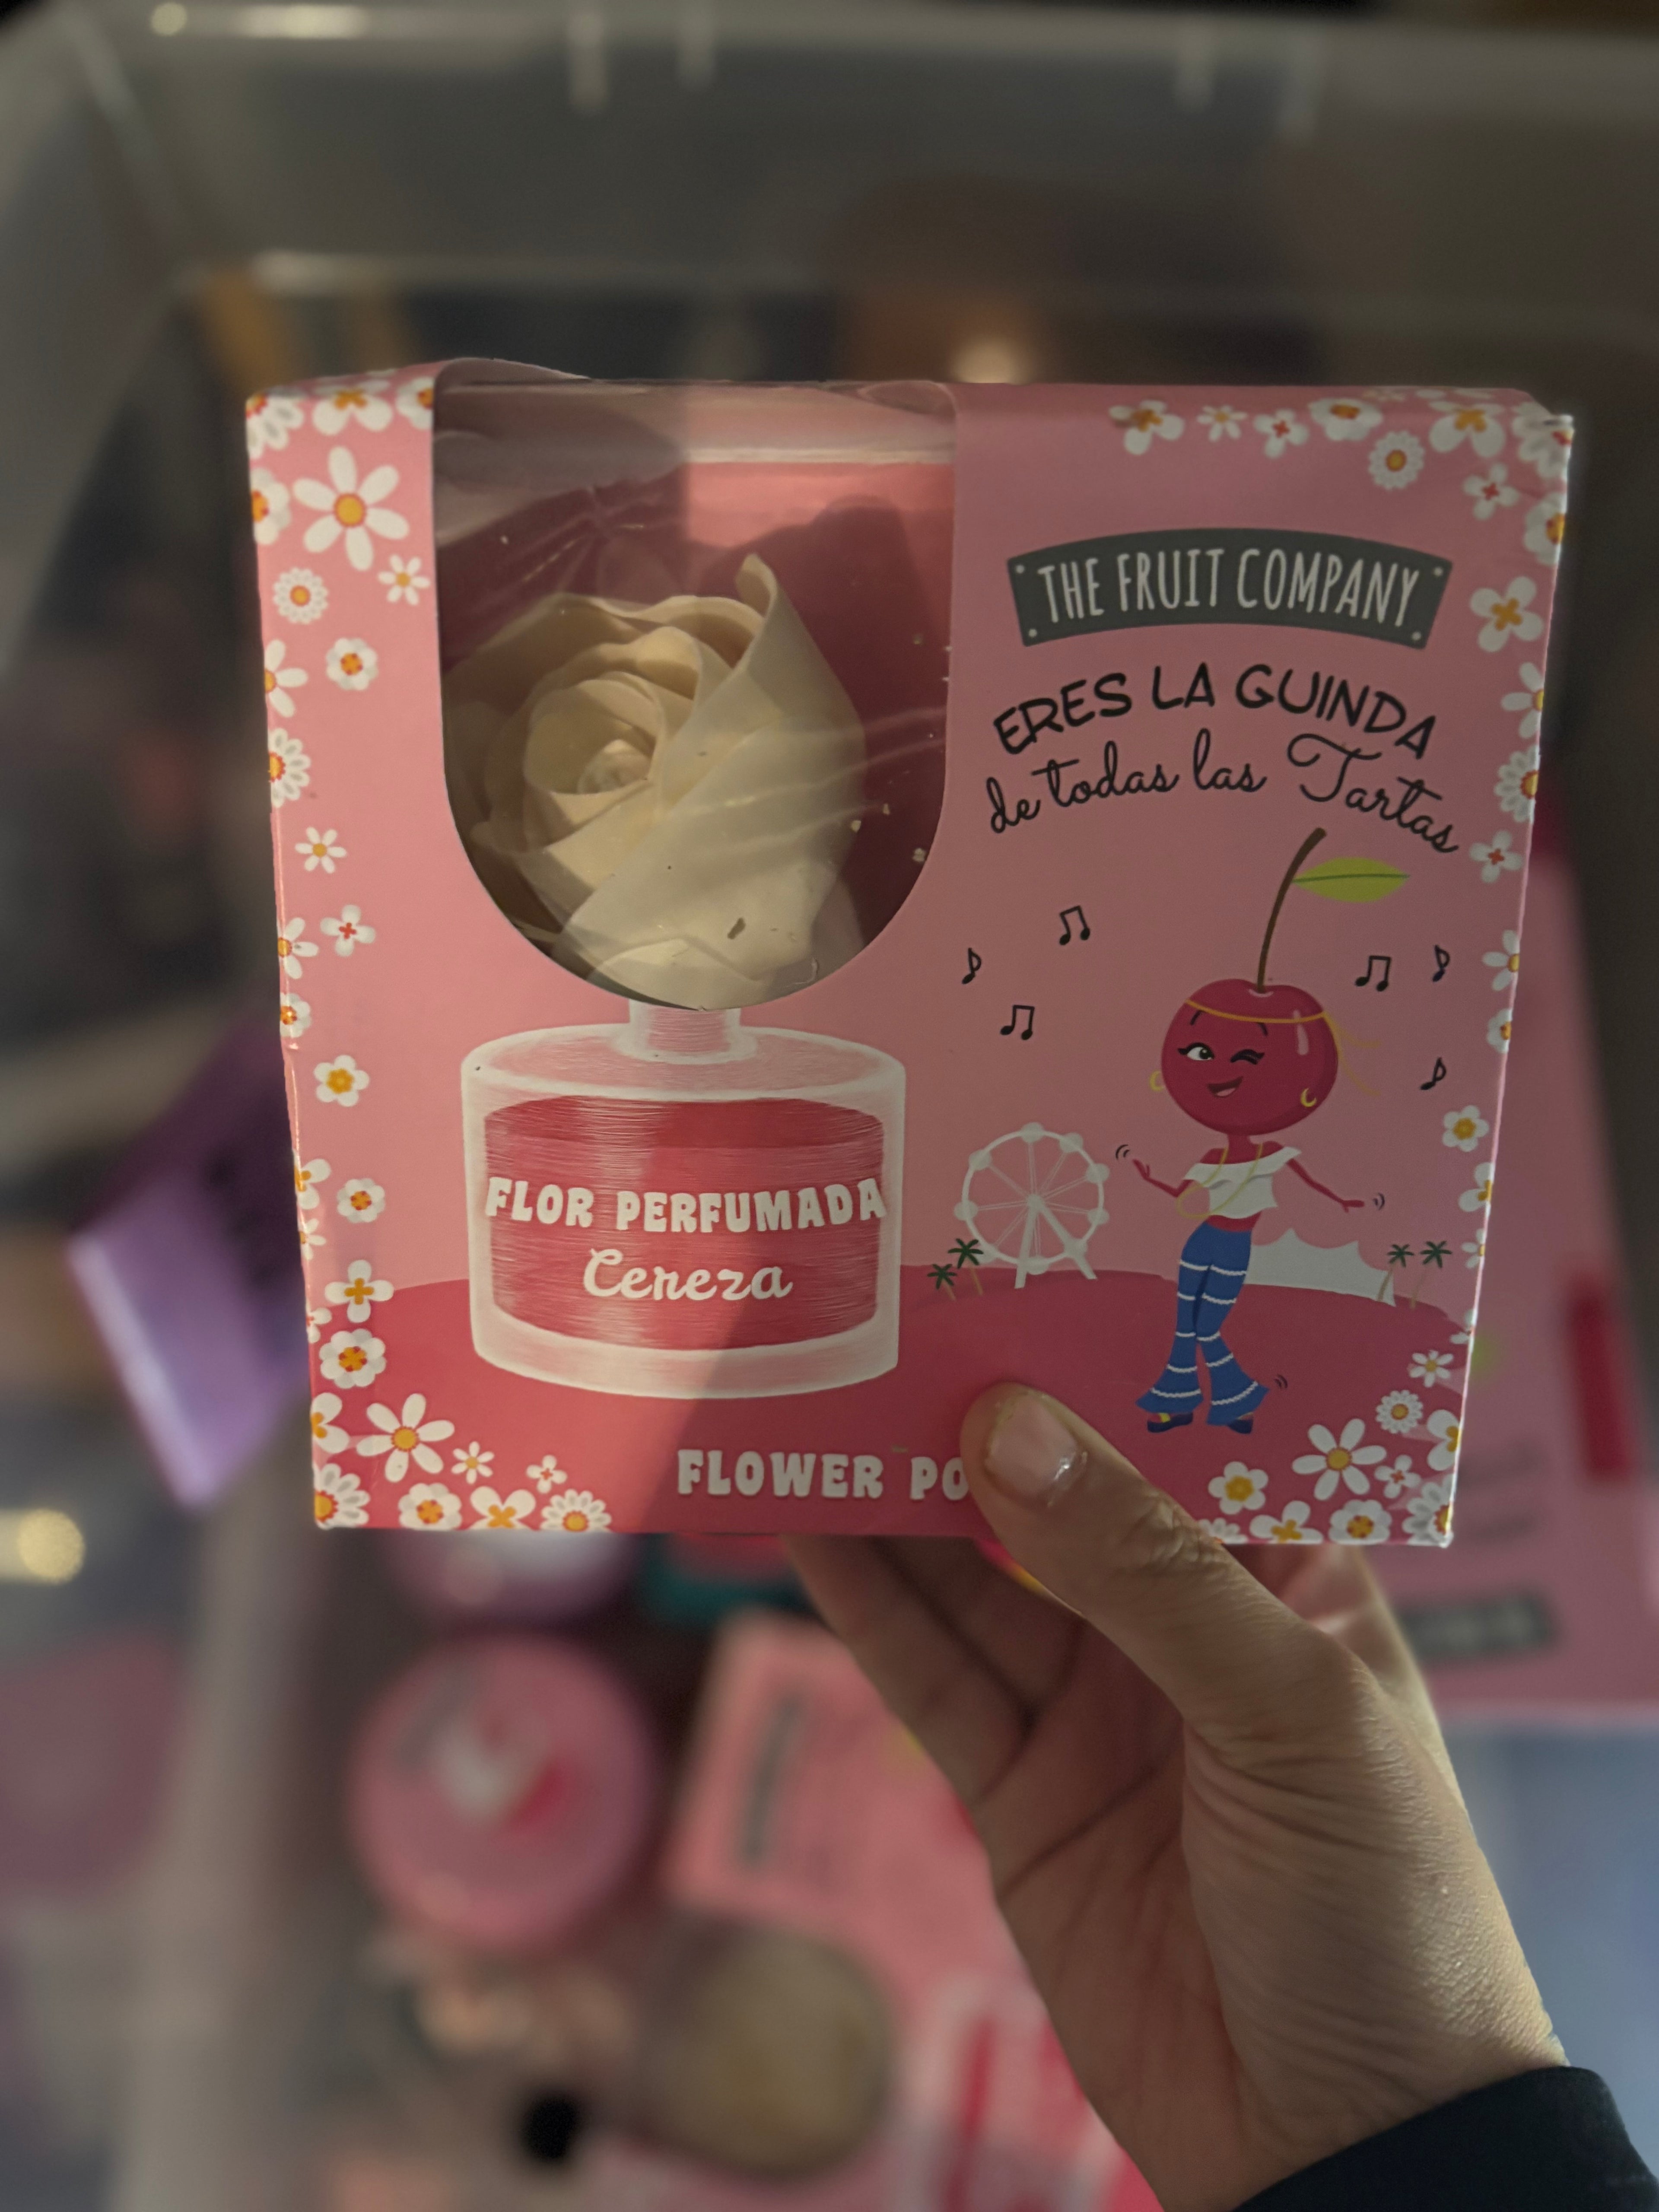 THE FRUIT COMPANY
ERES LA GUINDA
de todas las Tartas
FLOR PERFUMADA
Cereza
FLOWER PO